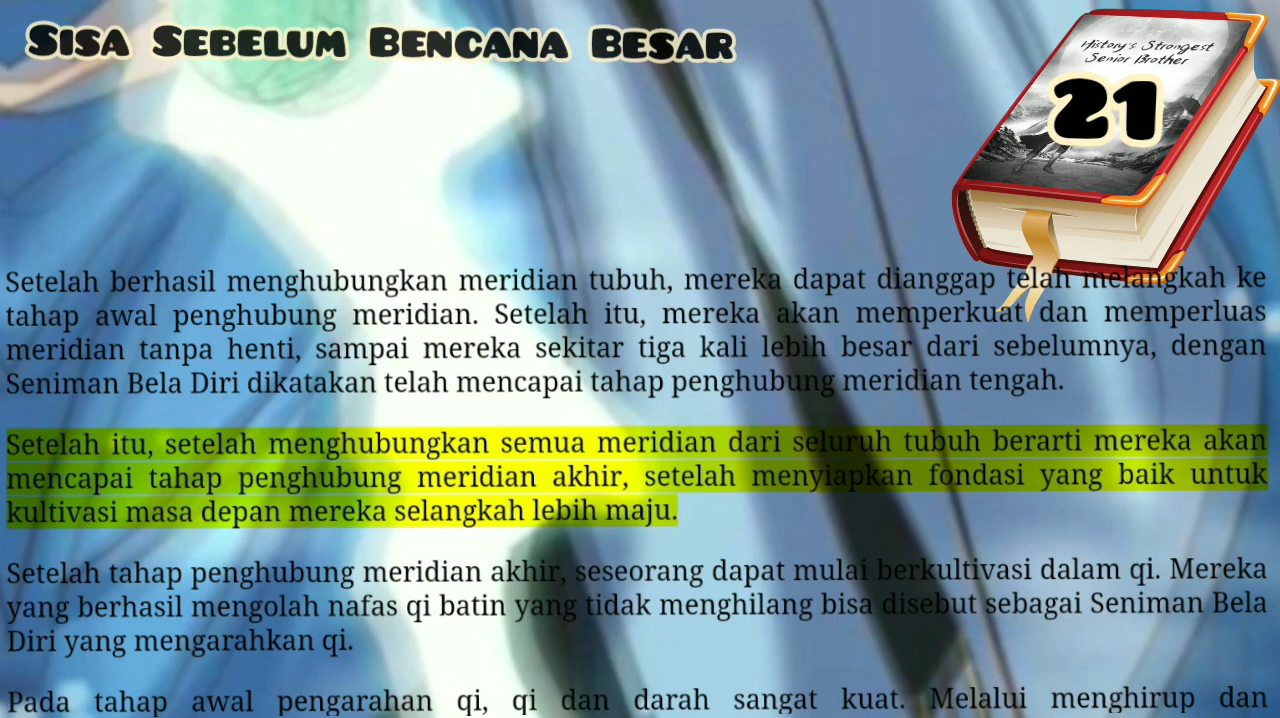 Sisa Sebelum Bencana Besar
History's Strongest
Senior Brother
21
Setelah berhasil menghubungkan meridian tubuh, mereka dapat dianggap telah melangkah ke
tahap awal penghubung meridian. Setelah itu, mereka akan memperkuat dan memperluas
meridian tanpa henti, sampai mereka sekitar tiga kali lebih besar dari sebelumnya, dengan
Seniman Bela Diri dikatakan telah mencapai tahap penghubung meridian tengah.
Setelah itu, setelah menghubungkan semua meridian dari seluruh tubuh berarti mereka akan
mencapai tahap penghubung meridian akhir, setelah menyiapkan fondasi yang baik untuk
kultivasi masa depan mereka selangkah lebih maju.
Setelah tahap penghubung meridian akhir, seseorang dapat mulai berkultivasi dalam qi. Mereka
yang berhasil mengolah nafas qi batin yang tidak menghilang bisa disebut sebagai Seniman Bela
Diri yang mengarahkan qi.
Pada tahap awal pengarahan qi, qi dan darah sangat kuat. Melalui menghirup dan